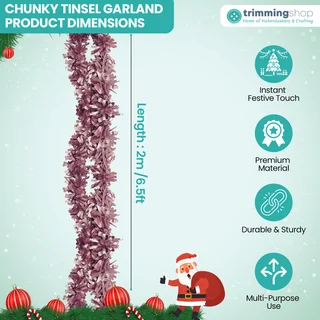 CHUNKY TINSEL GARLAND
PRODUCT DIMENSIONS
trimmingshop
Home of Haberdashery & Crafting
Length : 2m /6.5ft
Instant
Festive Touch
Premium
Material
Durable & Sturdy
Multi-Purpose
Use